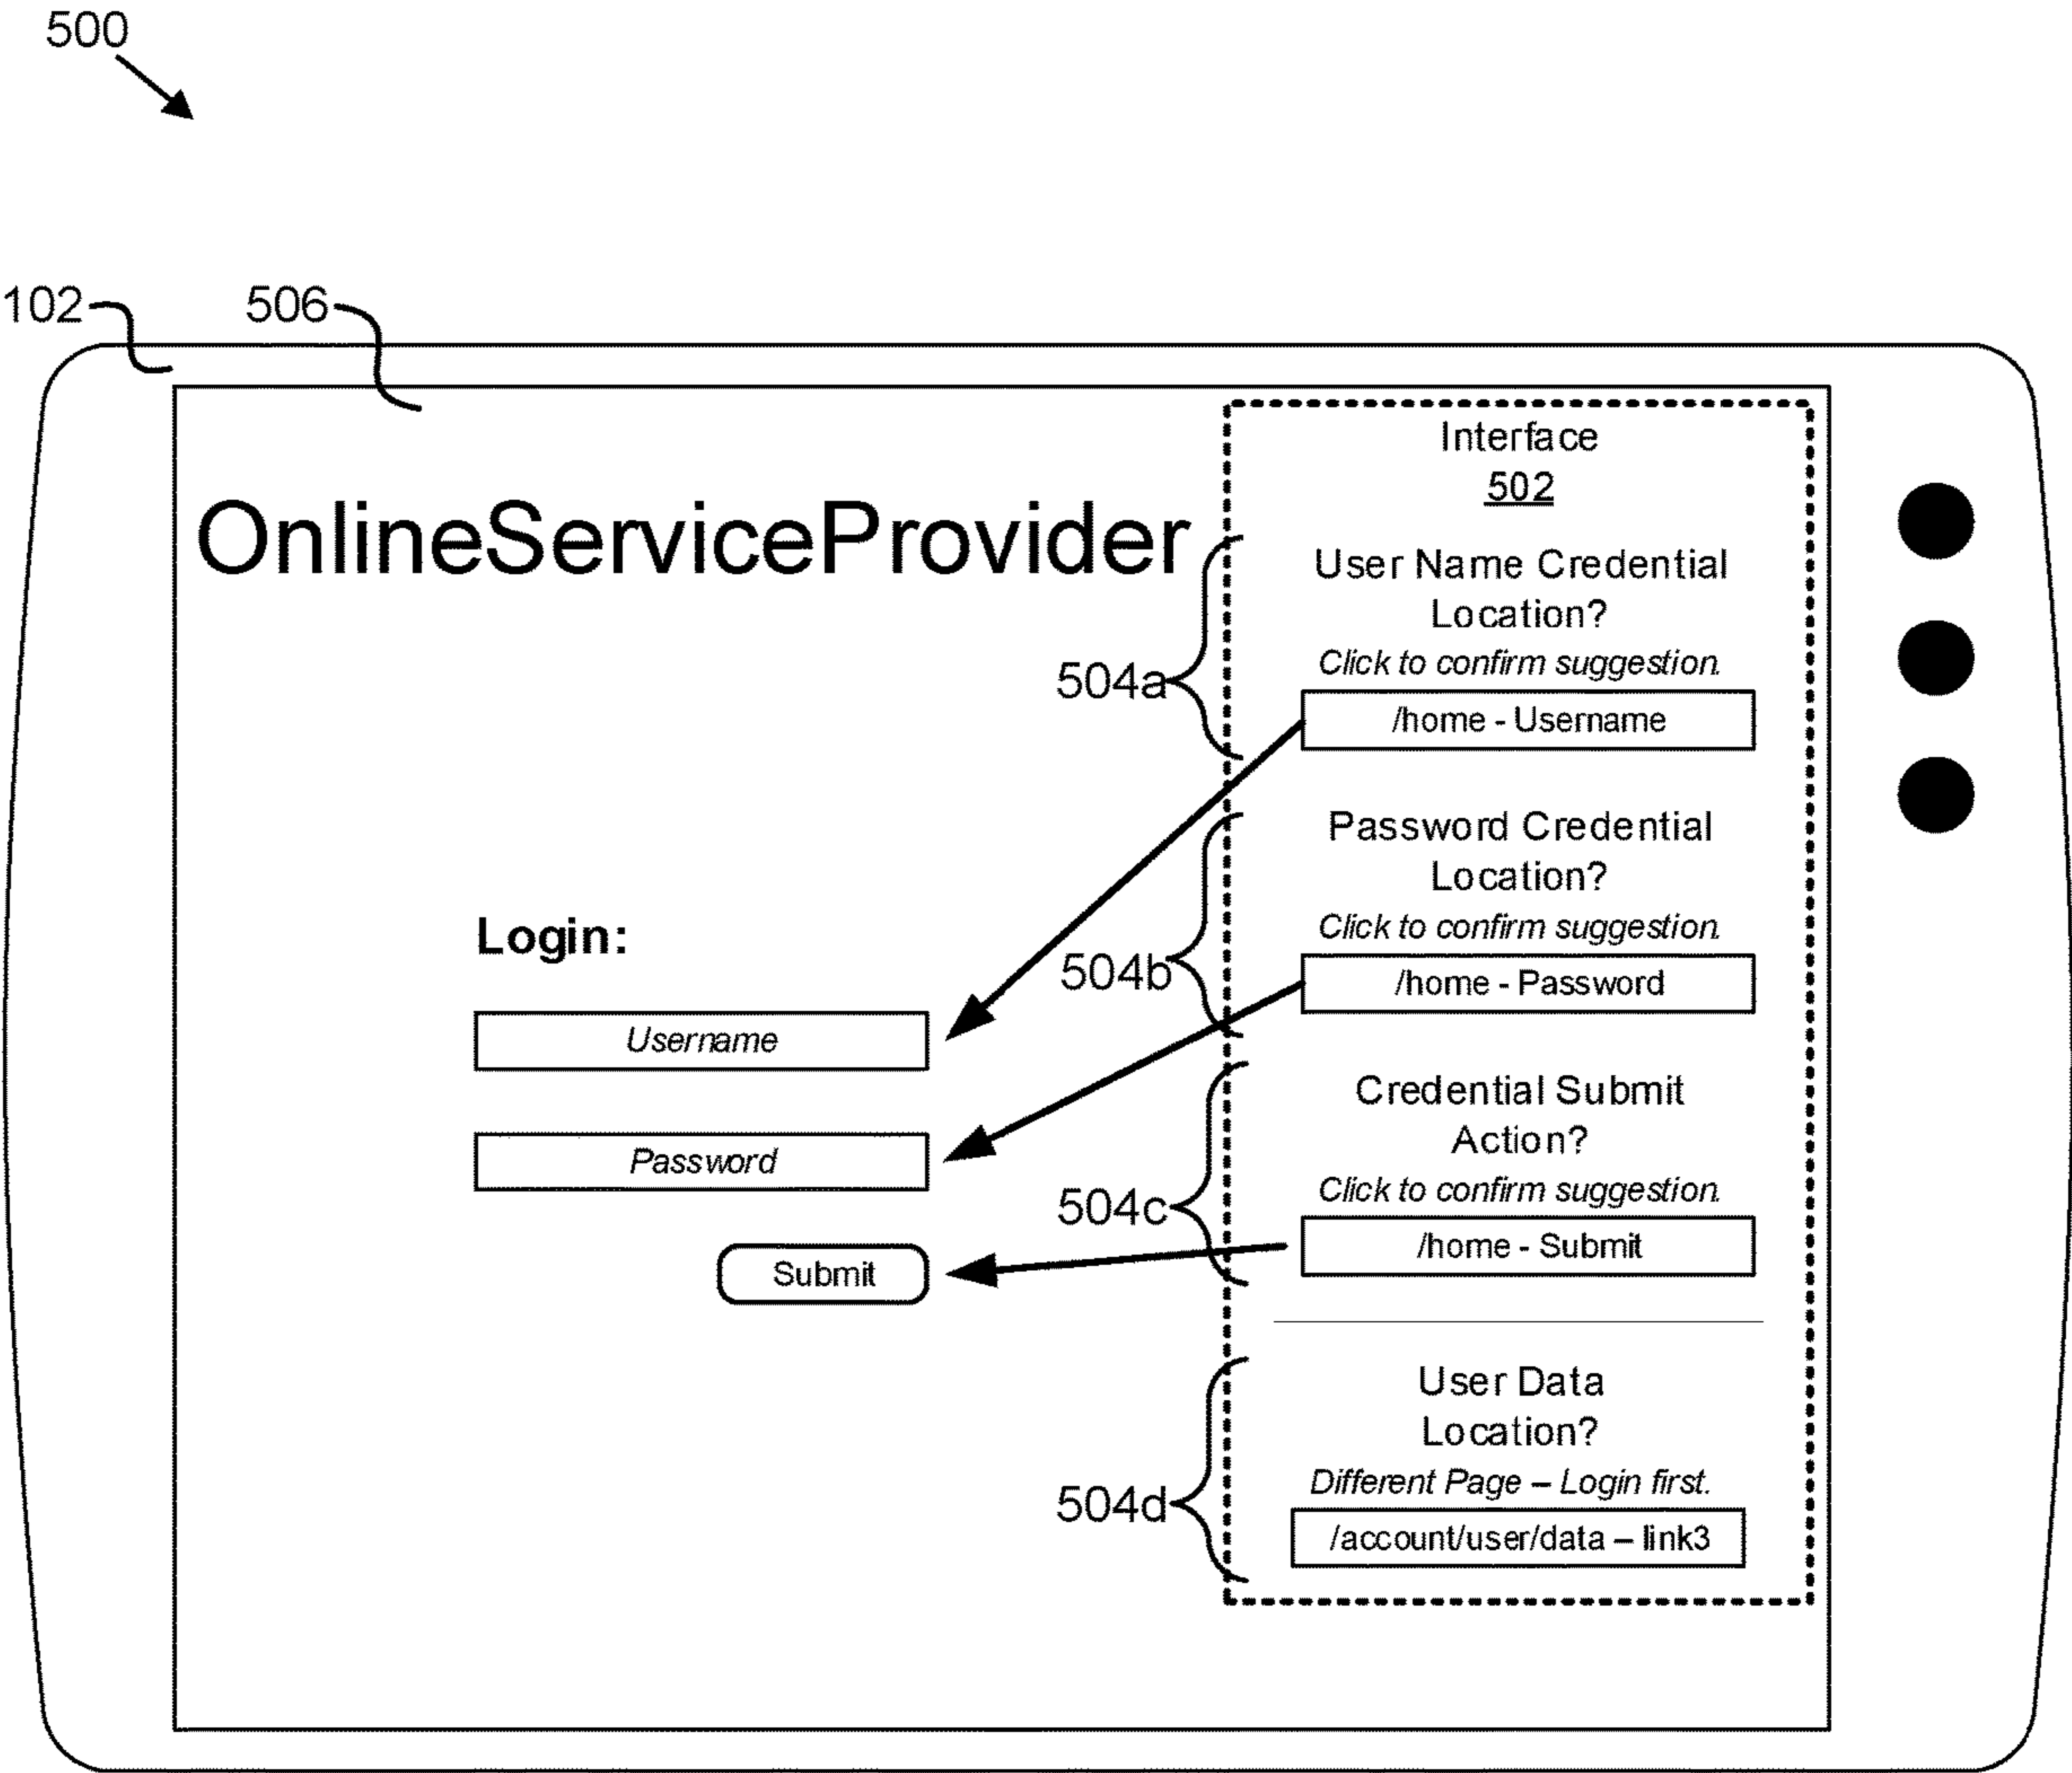 500
102
506
OnlineServiceProvider
Login:
Username
Password
Submit
Interface
502
504a
User Name Credential
Location?
Click to confirm suggestion.
/home - Username
504b
Password Credential
Location?
Click to confirm suggestion.
/home - Password
504c
Credential Submit
Action?
Click to confirm suggestion.
/home - Submit
504d
User Data
Location?
Different Page – Login first.
/account/user/data – link3